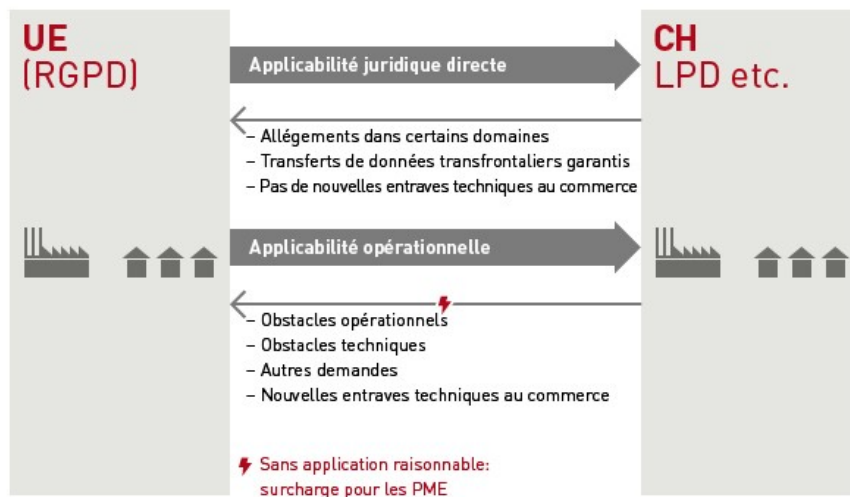 UE
(RGPD)
CH
LPD etc.
Applicabilité juridique directe
– Allégements dans certains domaines
– Transferts de données transfrontaliers garantis
– Pas de nouvelles entraves techniques au commerce
Applicabilité opérationnelle
– Obstacles opérationnels
– Obstacles techniques
– Autres demandes
– Nouvelles entraves techniques au commerce
Sans application raisonnable:
surcharge pour les PME